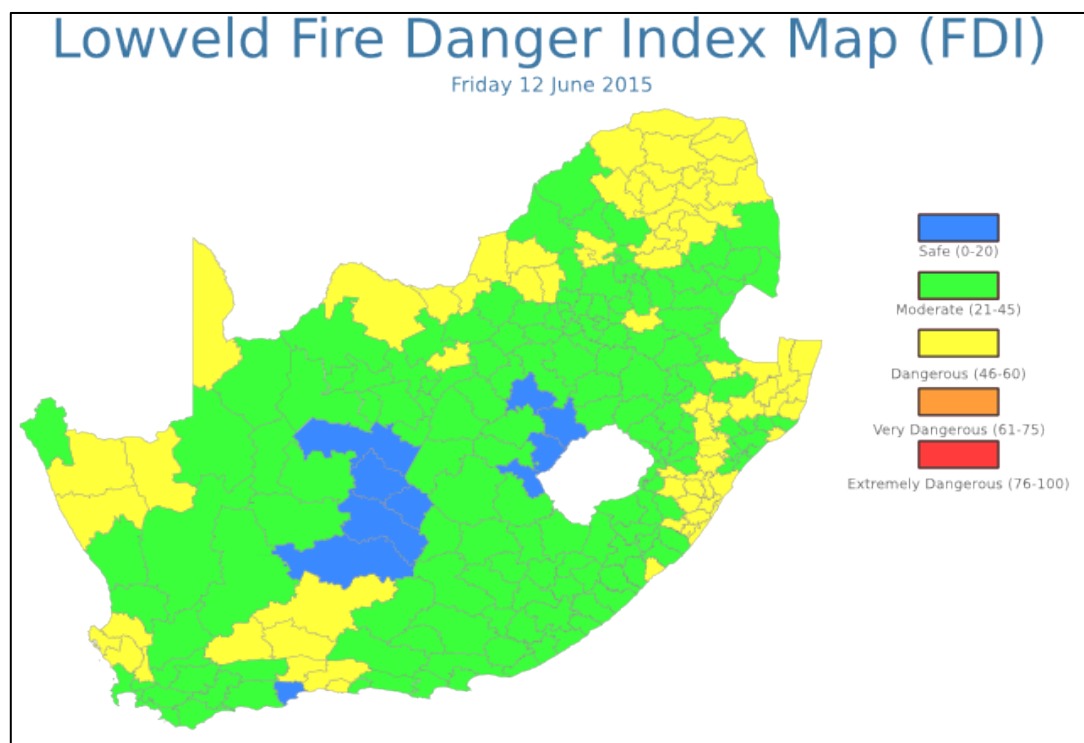 Lowveld Fire Danger Index Map (FDI)
Friday 12 June 2015
Safe (0-20)
Moderate (21-45)
Dangerous (46-60)
Very Dangerous (61-75)
Extremely Dangerous (76-100)